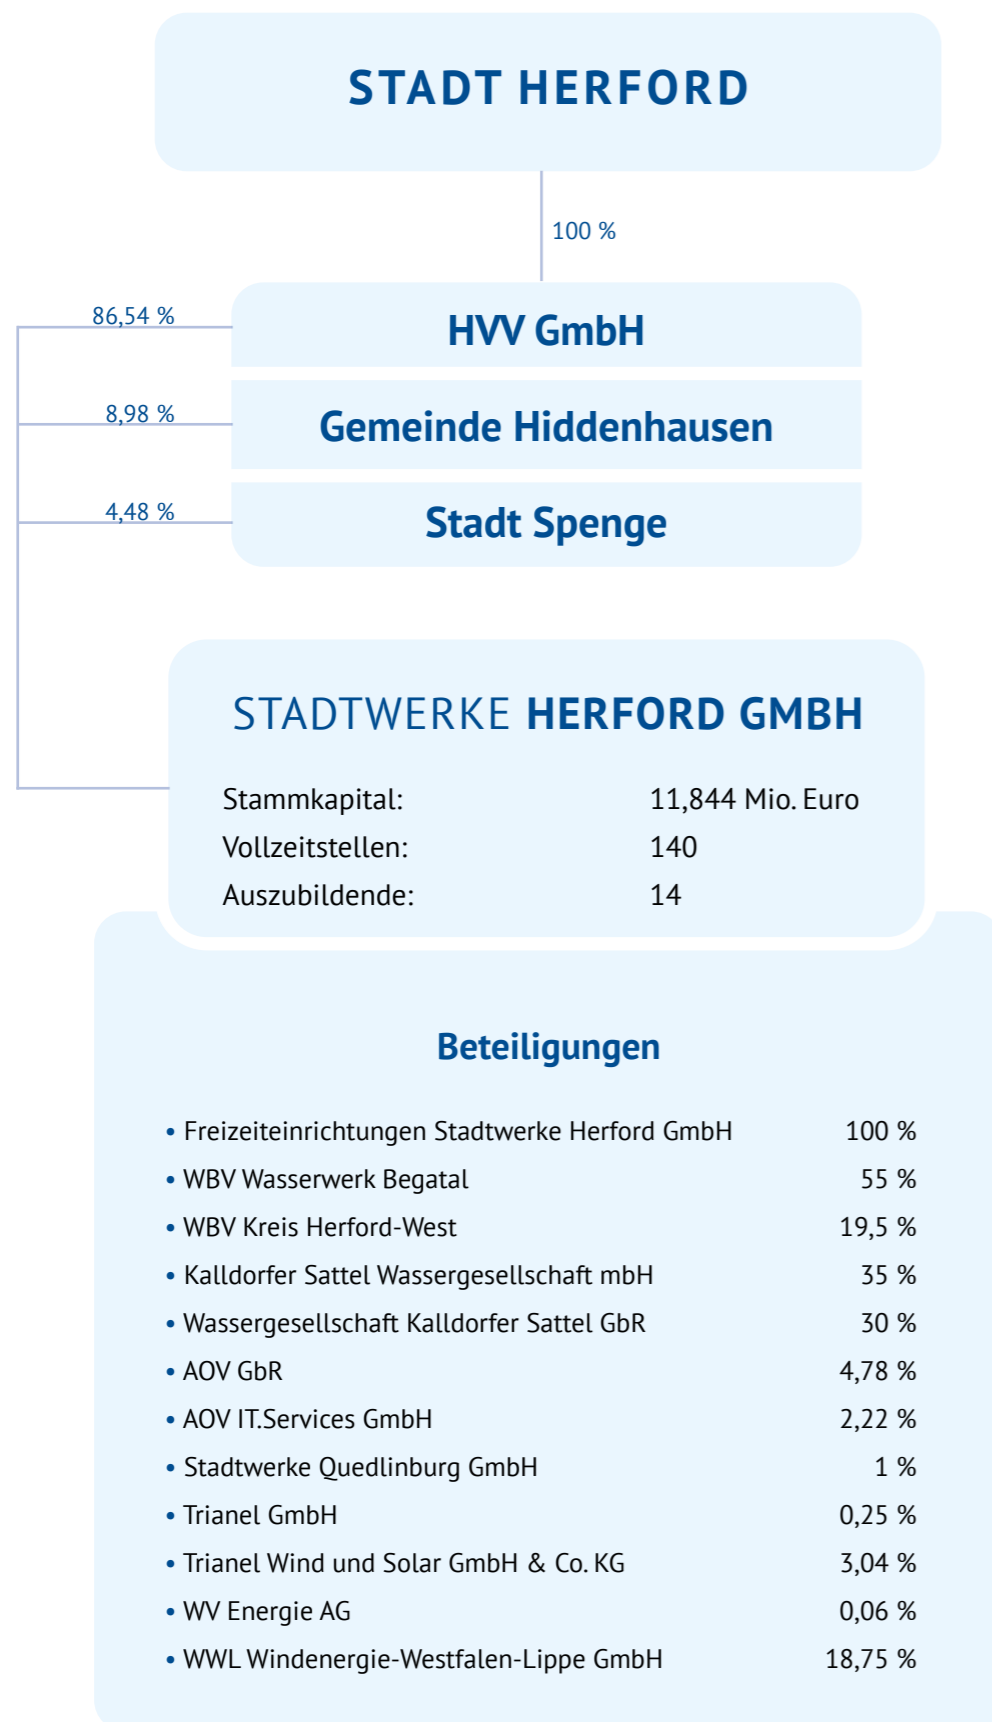 STADT HERFORD
100 %
86,54 %
HVV GmbH
8,98 %
Gemeinde Hiddenhausen
4,48 %
Stadt Spenge
STADTWERKE HERFORD GMBH
Stammkapital: 11,844 Mio. Euro
Vollzeitstellen: 140
Auszubildende: 14
Beteiligungen
• Freizeiteinrichtungen Stadtwerke Herford GmbH 100 %
• WBV Wasserwerk Begatal 55 %
• WBV Kreis Herford-West 19,5 %
• Kalldorfer Sattel Wassergesellschaft mbH 35 %
• Wassergesellschaft Kalldorfer Sattel GbR 30 %
• AOV GbR 4,78 %
• AOV IT.Services GmbH 2,22 %
• Stadtwerke Quedlinburg GmbH 1 %
• Trianel GmbH 0,25 %
• Trianel Wind und Solar GmbH & Co. KG 3,04 %
• WV Energie AG 0,06 %
• WWL Windenergie-Westfalen-Lippe GmbH 18,75 %